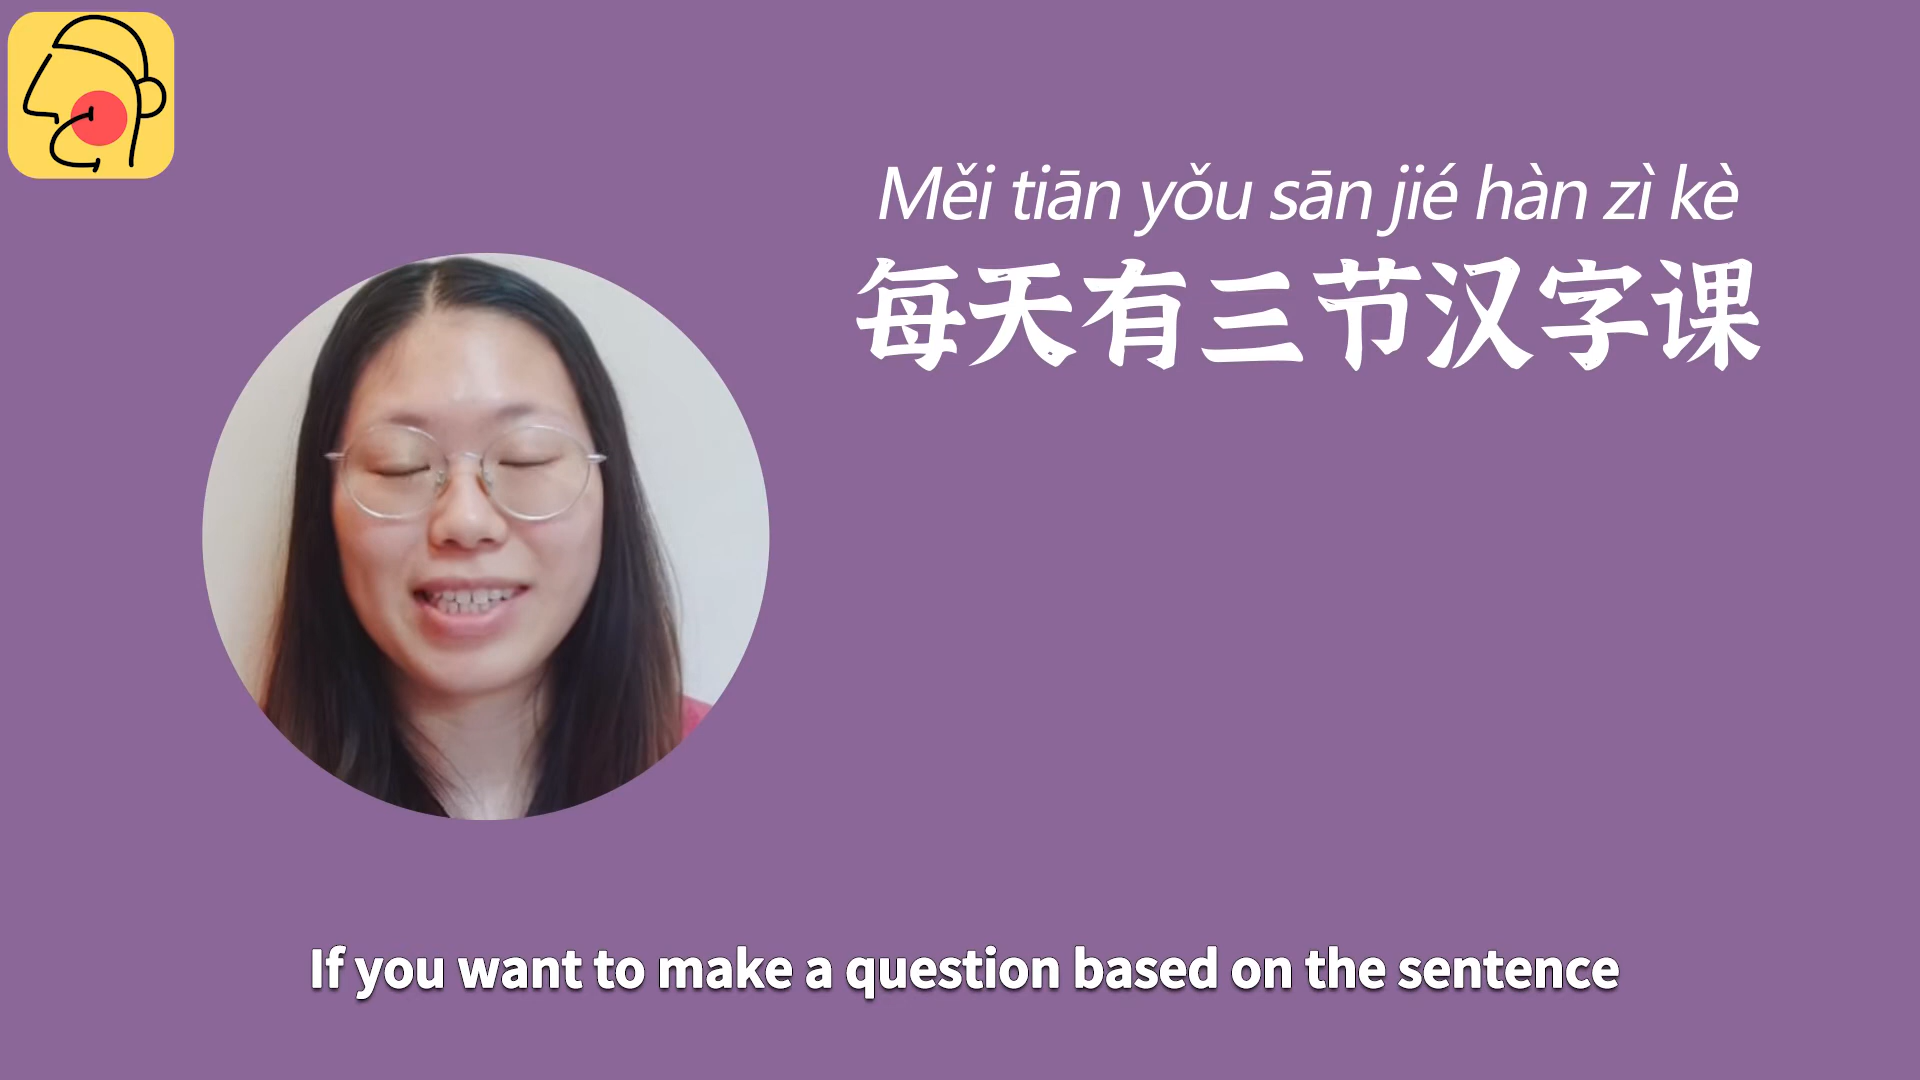 Měi tiān yǒu sān jié hàn zì kè
每天有三节汉字课
If you want to make a question based on the sentence